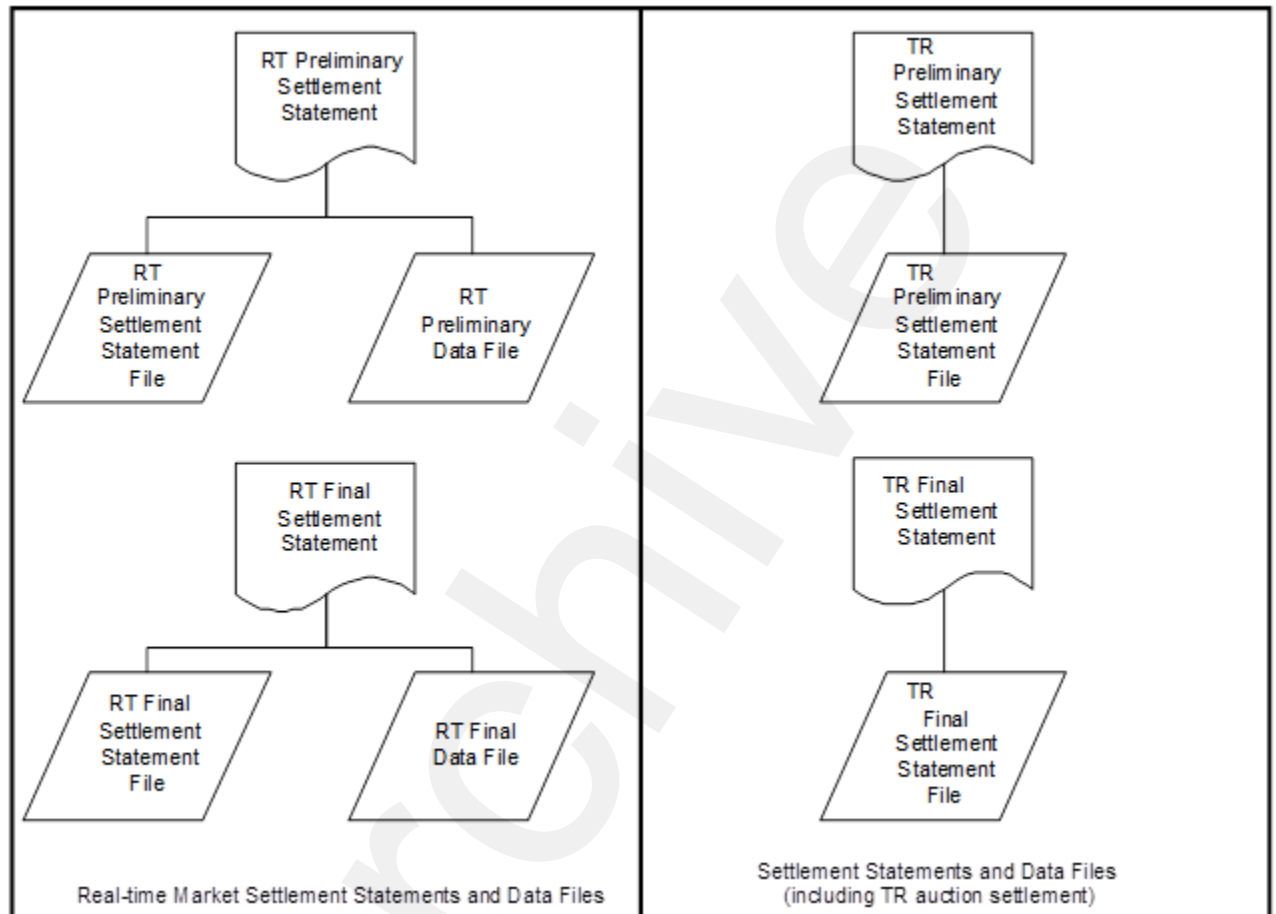 RT Preliminary
Settlement
Statement
RT
Preliminary
Settlement
Statement
File
RT
Preliminary
Data File
RT Final
Settlement
Statement
RT Final
Settlement
Statement
File
RT Final
Data File
Real-time Market Settlement Statements and Data Files
TR
Preliminary
Settlement
Statement
TR
Preliminary
Settlement
Statement
File
TR Final
Settlement
Statement
TR
Final
Settlement
Statement
File
Settlement Statements and Data Files
(including TR auction settlement)
rchive